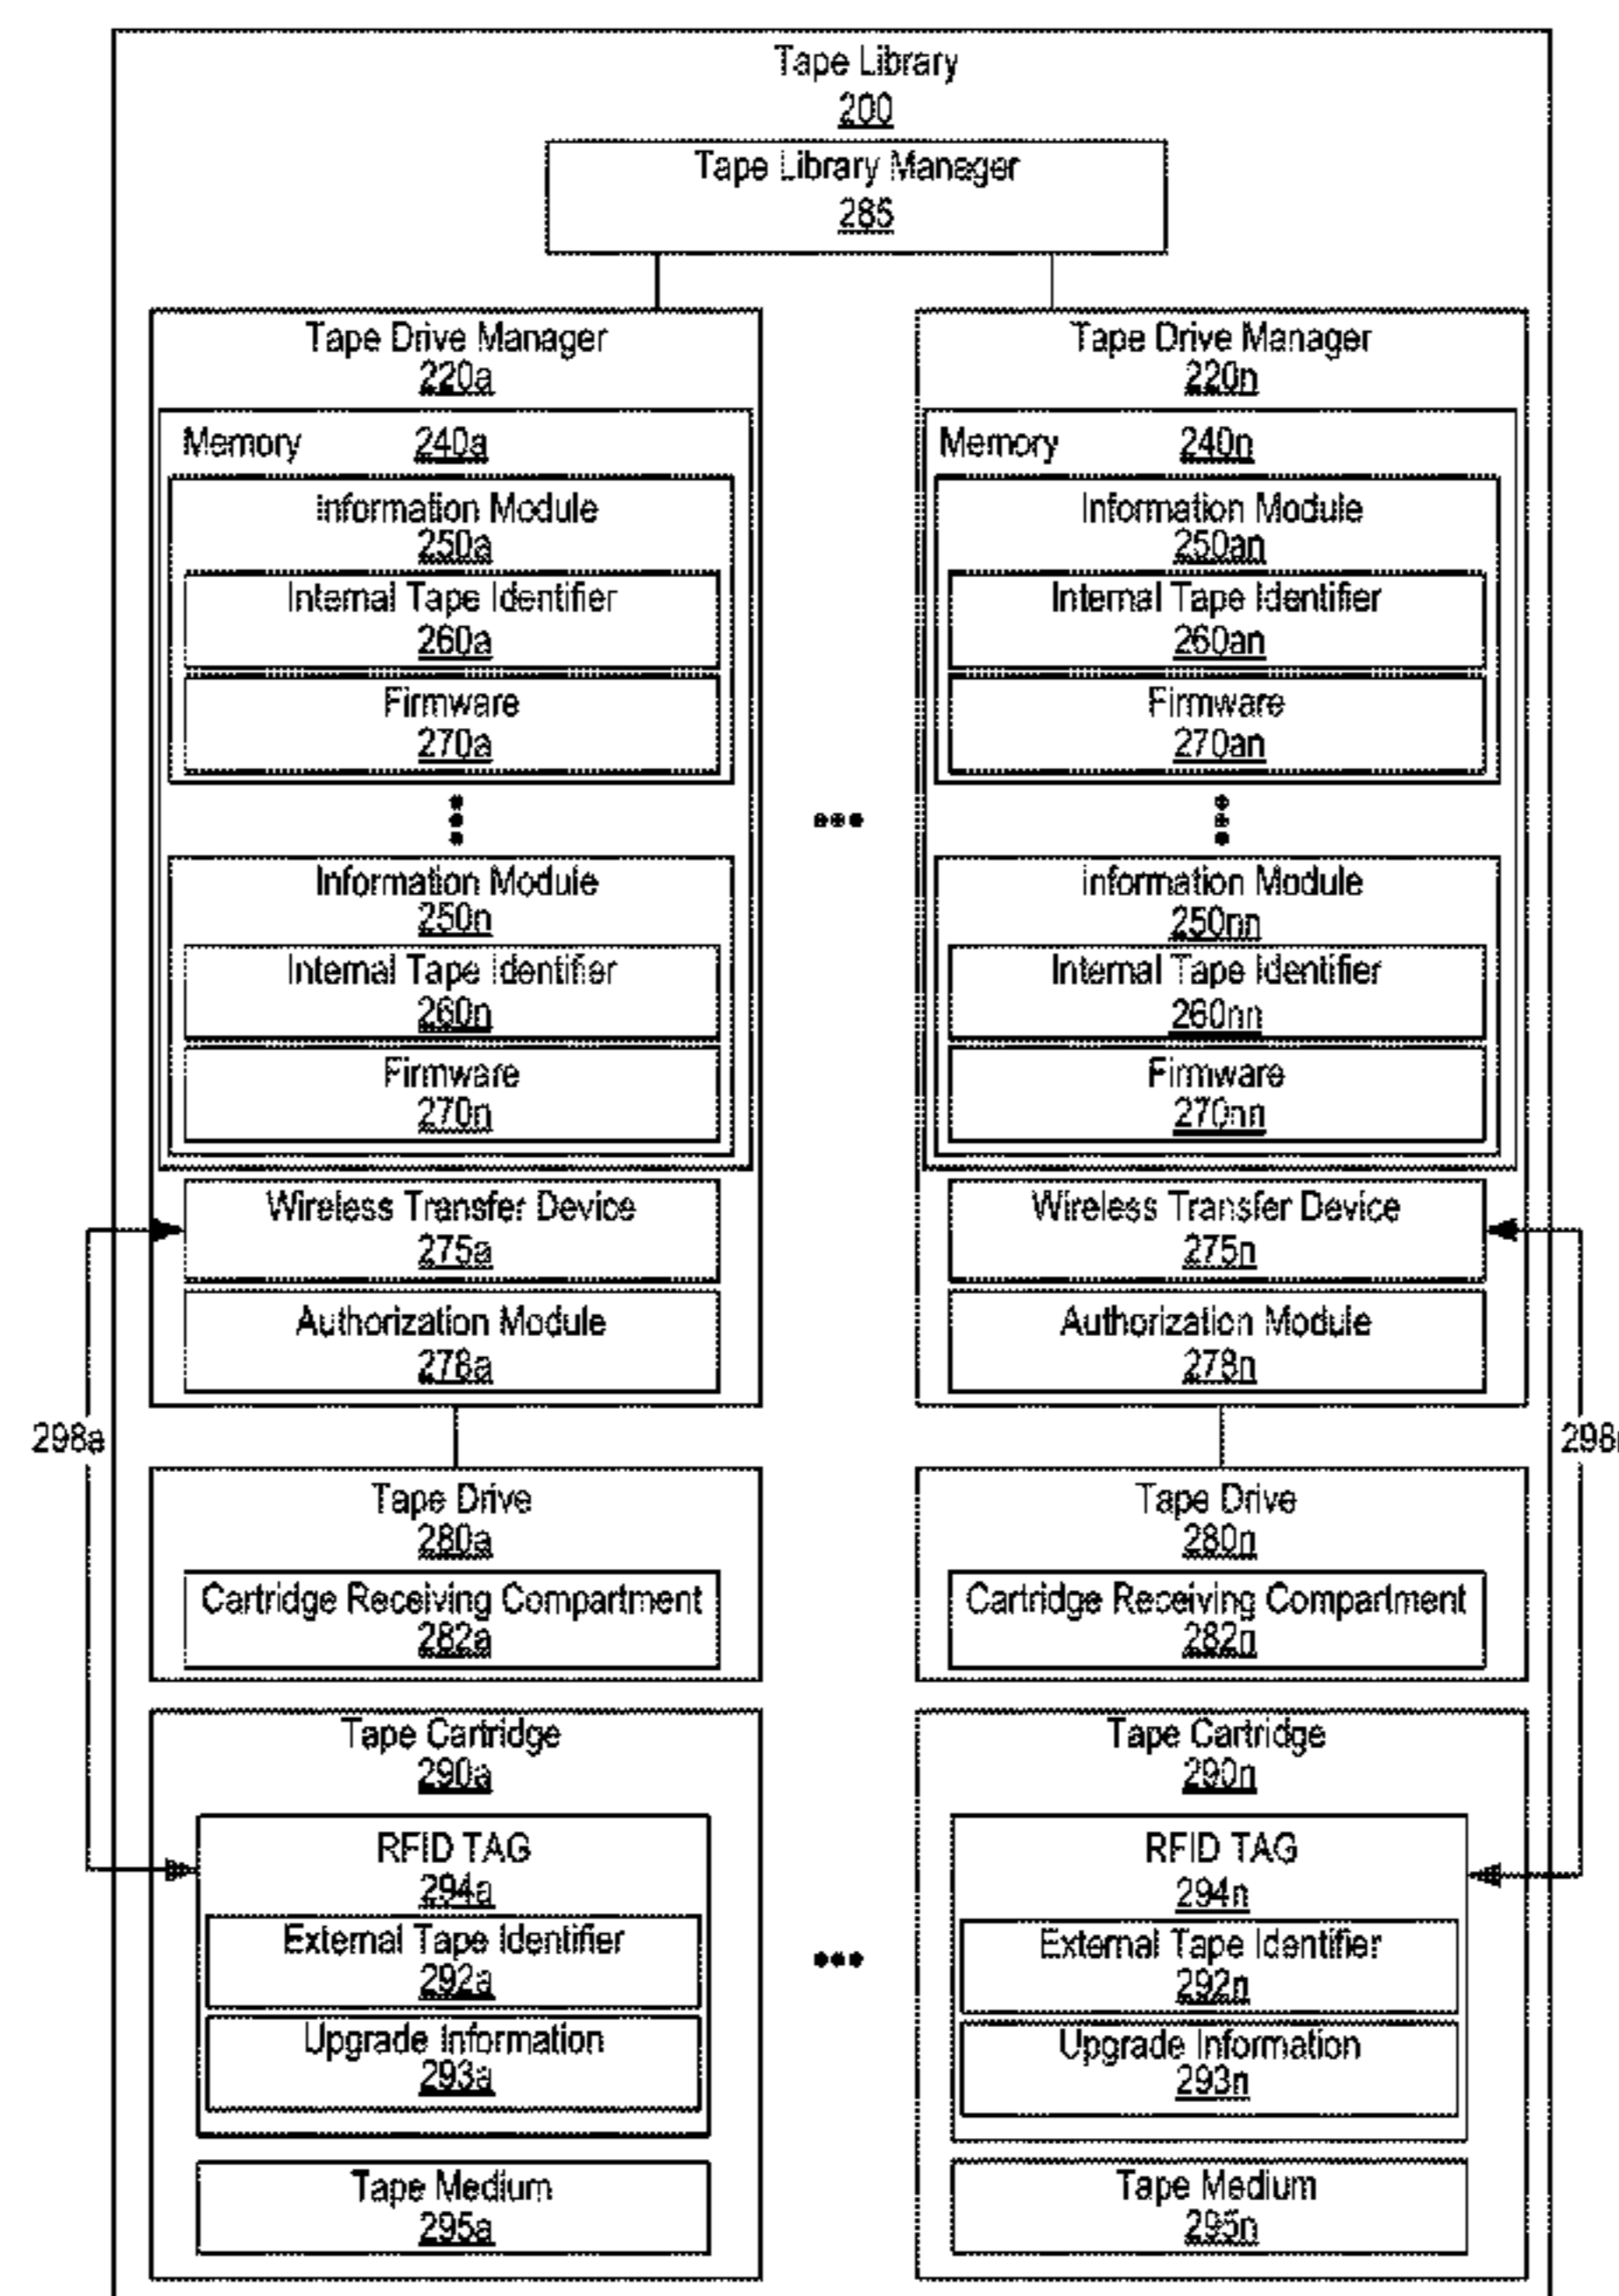 Tape Library
200
Tape Library Manager
285
Tape Drive Manager
220a
Memory 240a
Information Module
250a
Internal Tape Identifier
260a
Firmware
270a
Information Module
250n
Internal Tape Identifier
260n
Firmware
270n
Wireless Transfer Device
275a
Authorization Module
278a
298a
Tape Drive
280a
Cartridge Receiving Compartment
282a
Tape Cartridge
290a
RFID TAG
294a
External Tape Identifier
292a
Upgrade Information
293a
Tape Medium
295a
Tape Drive Manager
220n
Memory 240n
Information Module
250an
Internal Tape Identifier
260an
Firmware
270an
Information Module
250nn
Internal Tape Identifier
260nn
Firmware
270nn
Wireless Transfer Device
275n
Authorization Module
278n
Tape Drive
280n
Cartridge Receiving Compartment
282n
Tape Cartridge
290n
RFID TAG
294n
External Tape Identifier
292n
Upgrade Information
293n
Tape Medium
295n